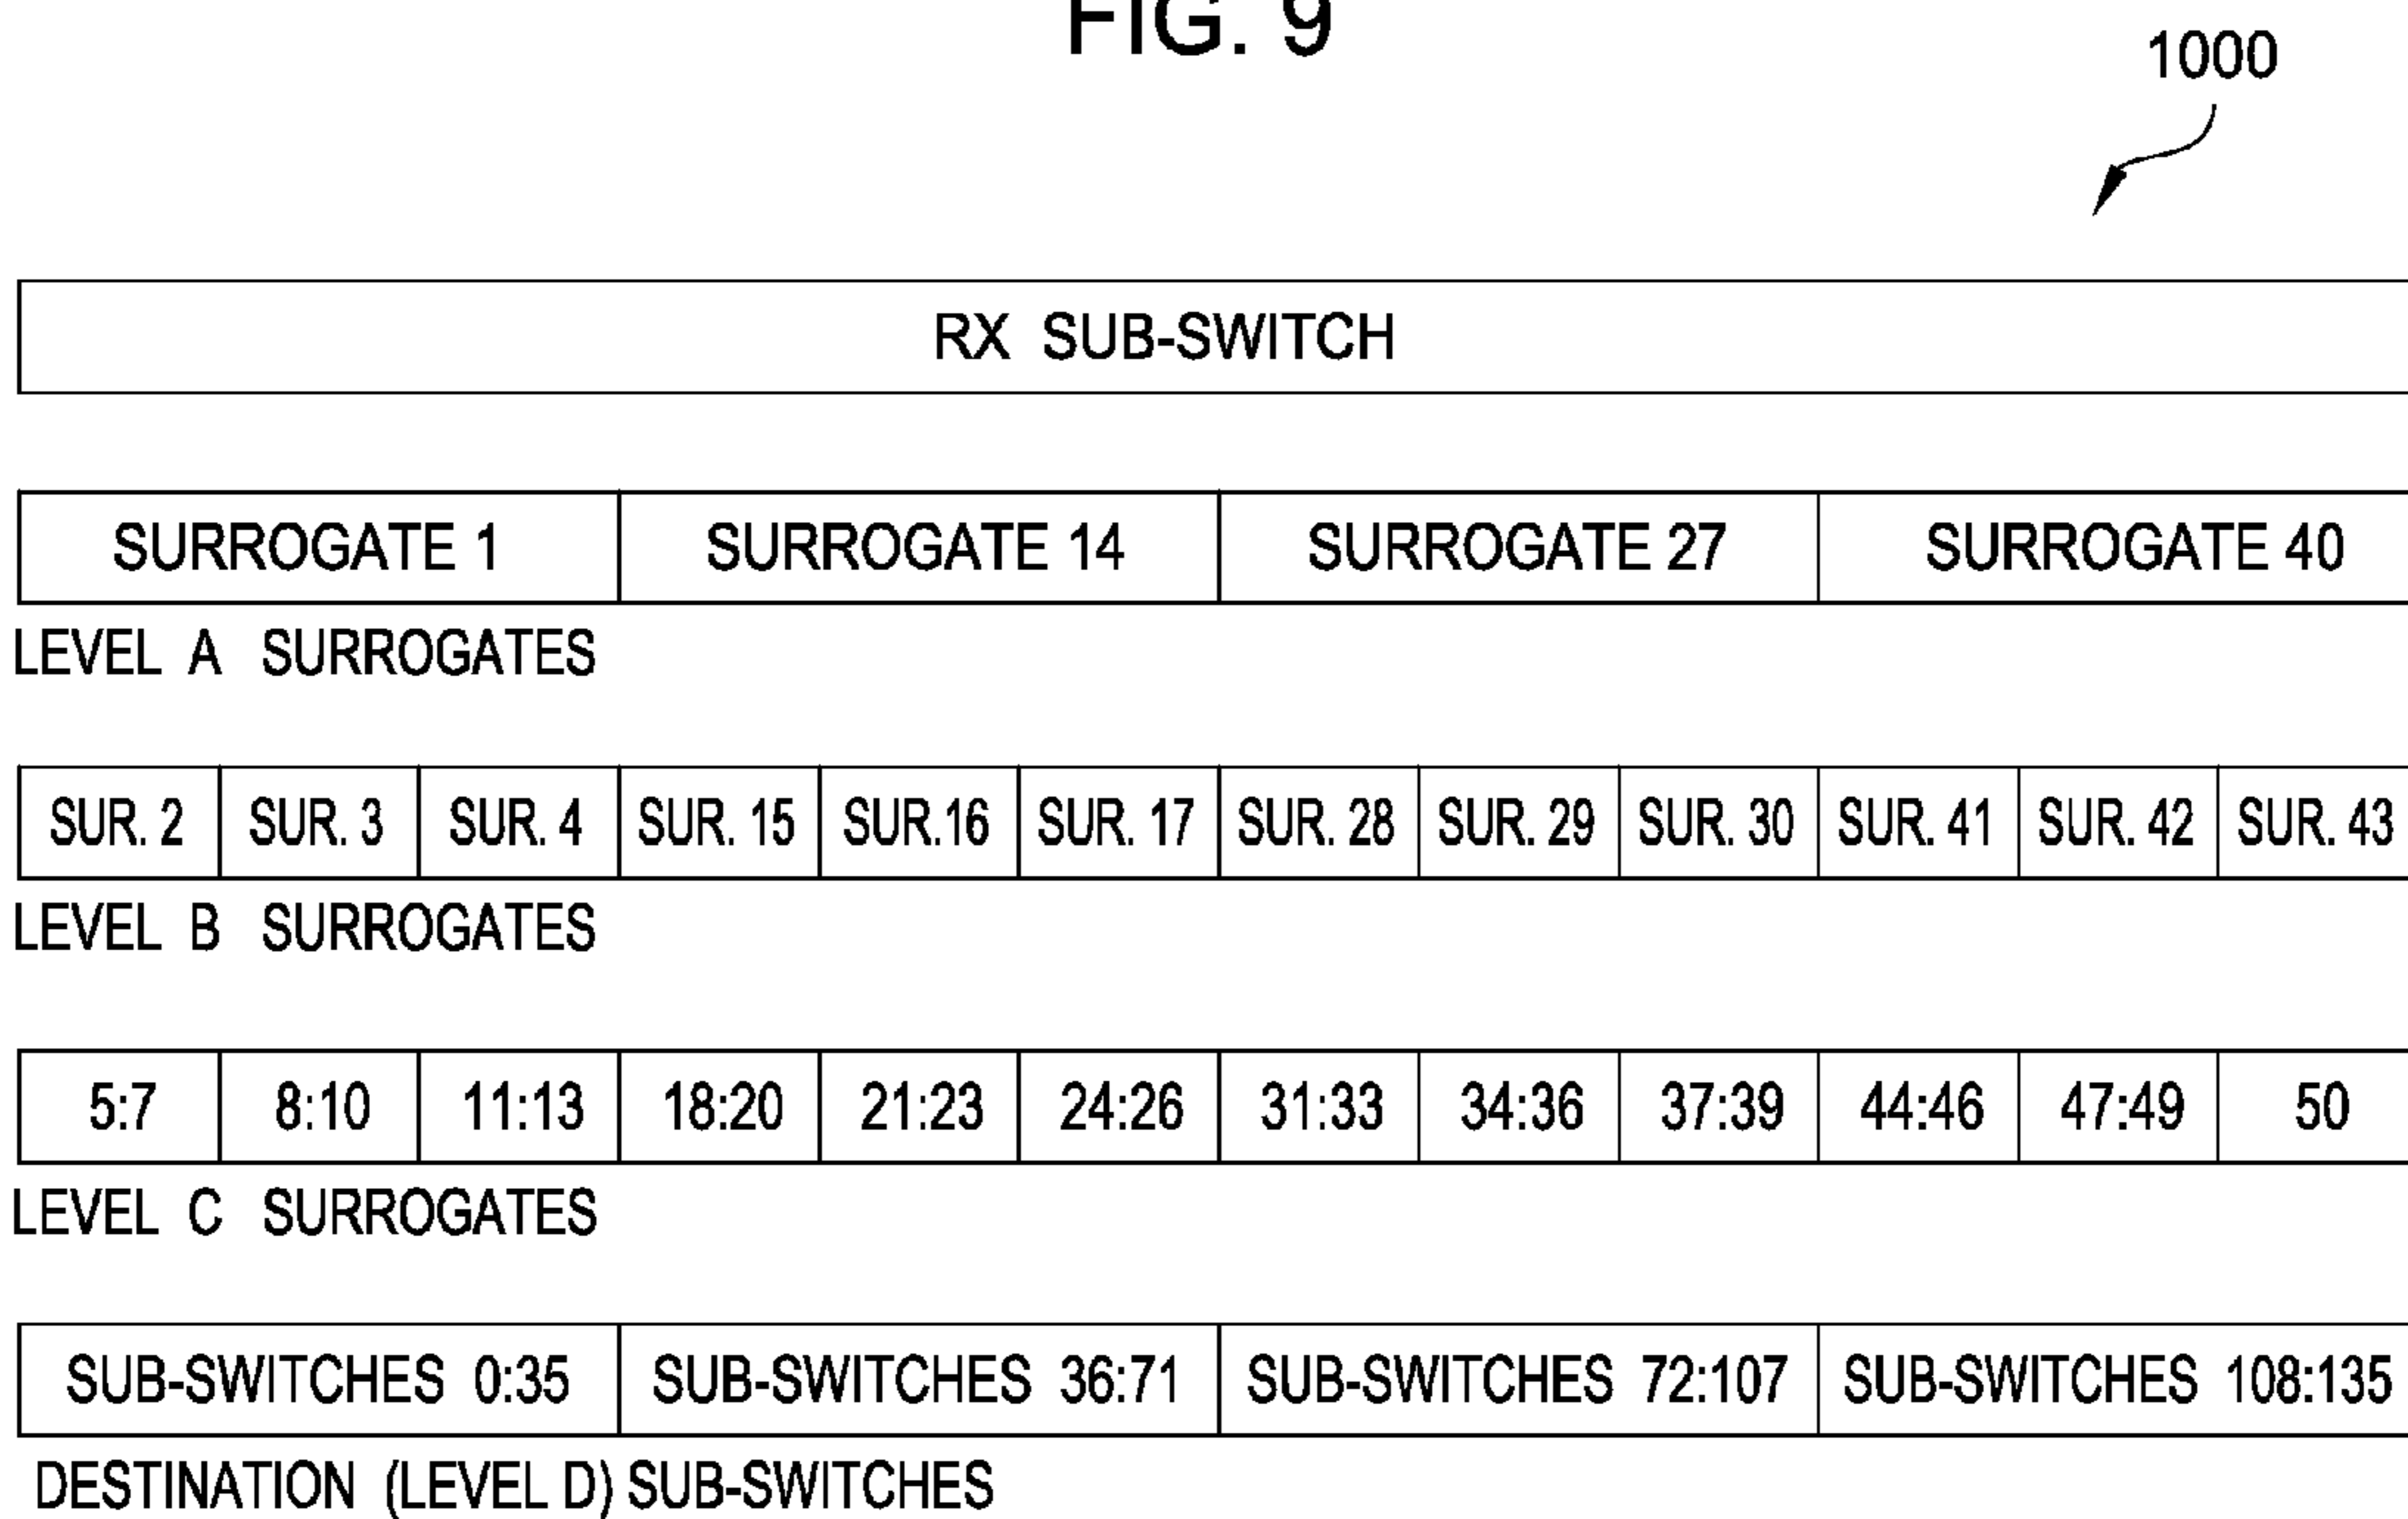 FIG. 9
1000
RX SUB-SWITCH
SURROGATE 1 SURROGATE 14 SURROGATE 27 SURROGATE 40
LEVEL A SURROGATES
SUR. 2 SUR. 3 SUR. 4 SUR. 15 SUR.16 SUR. 17 SUR. 28 SUR. 29 SUR. 30 SUR. 41 SUR. 42 SUR. 43
LEVEL B SURROGATES
5:7 8:10 11:13 18:20 21:23 24:26 31:33 34:36 37:39 44:46 47:49 50
LEVEL C SURROGATES
SUB-SWITCHES 0:35 SUB-SWITCHES 36:71 SUB-SWITCHES 72:107 SUB-SWITCHES 108:135
DESTINATION (LEVEL D) SUB-SWITCHES